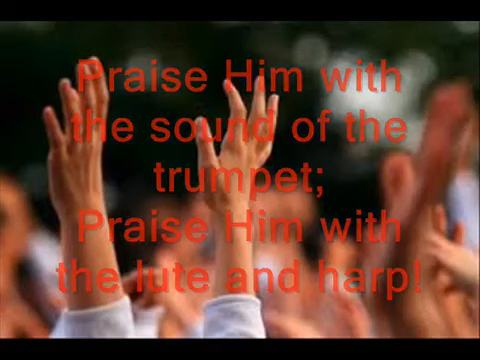 Praise Him with
the sound of the
trumpet;
Praise Him with
the lute and harp!